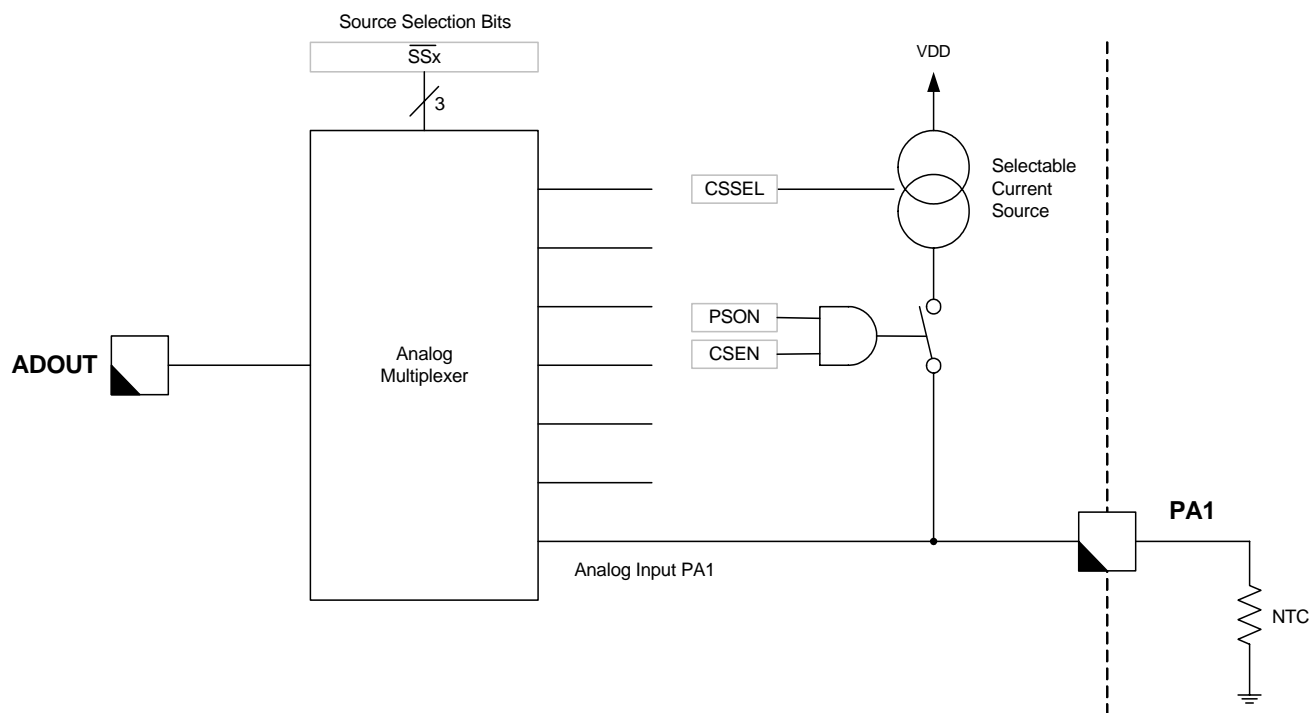 Source Selection Bits
SSx
3
VDD
Selectable
Current
Source
CSSEL
PSON
CSEN
ADOUT
Analog
Multiplexer
PA1
Analog Input PA1
NTC